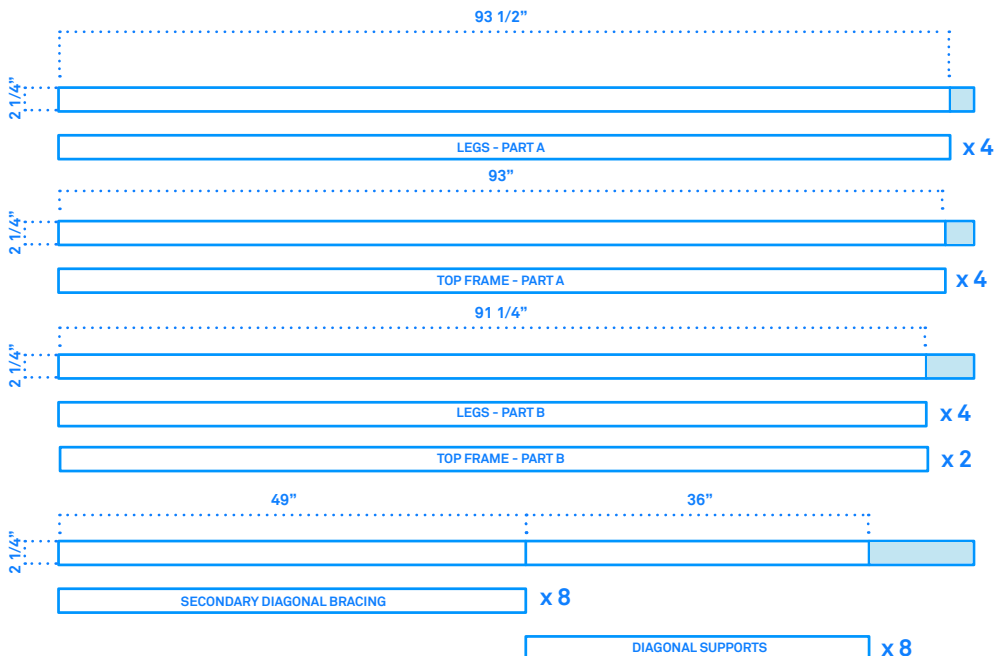 93 1/2”
2 1/4”
LEGS - PART A
x 4
93”
2 1/4”
TOP FRAME - PART A
x 4
91 1/4”
2 1/4”
LEGS - PART B
x 4
TOP FRAME - PART B
x 2
49”
36”
2 1/4”
SECONDARY DIAGONAL BRACING
x 8
DIAGONAL SUPPORTS
x 8